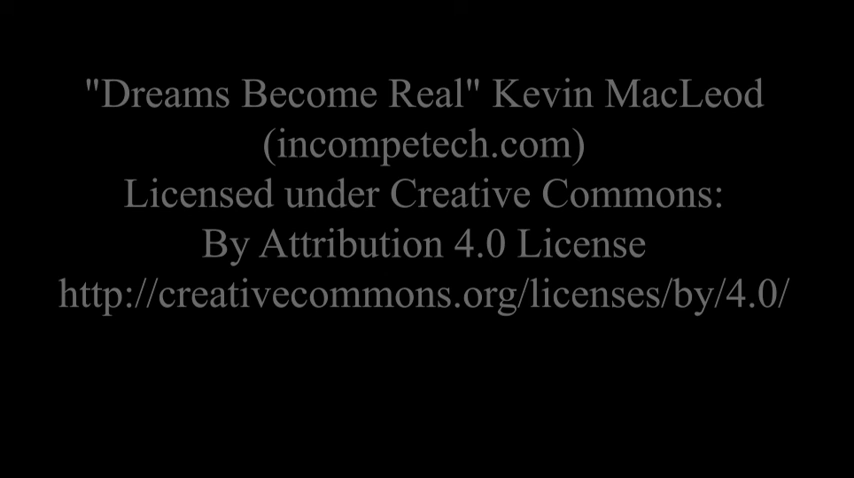 "Dreams Become Real" Kevin MacLeod
(incompetech.com)
Licensed under Creative Commons:
By Attribution 4.0 License
http://creativecommons.org/licenses/by/4.0/